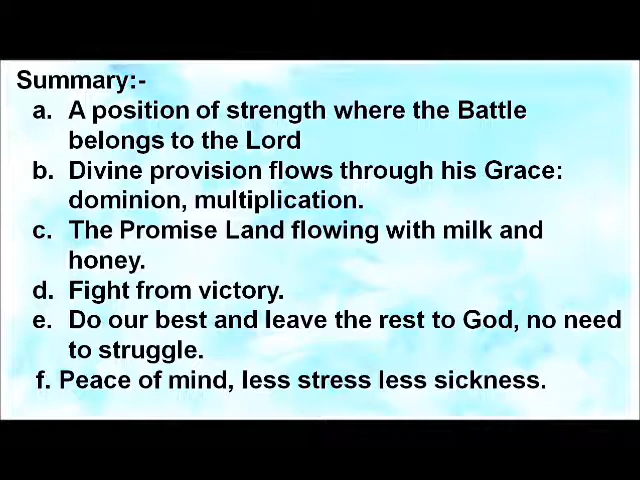 Summary:-
a. A position of strength where the Battle
belongs to the Lord
b. Divine provision flows through his Grace:
dominion, multiplication.
c. The Promise Land flowing with milk and
honey.
d. Fight from victory.
e. Do our best and leave the rest to God, no need
to struggle.
f. Peace of mind, less stress less sickness.